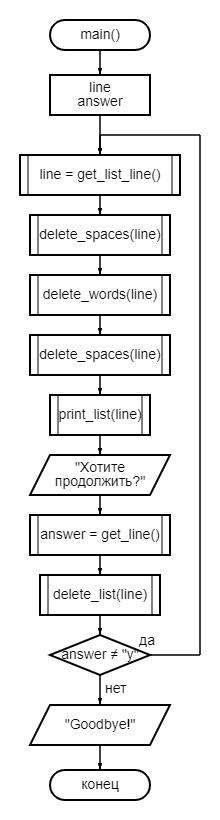 main()
line
answer
line = get_list_line()
delete_spaces(line)
delete_words(line)
delete_spaces(line)
print_list(line)
"Хотите
продолжить?"
answer = get_line()
delete_list(line)
answer ≠ "y"
да
нет
"Goodbye!"
конец